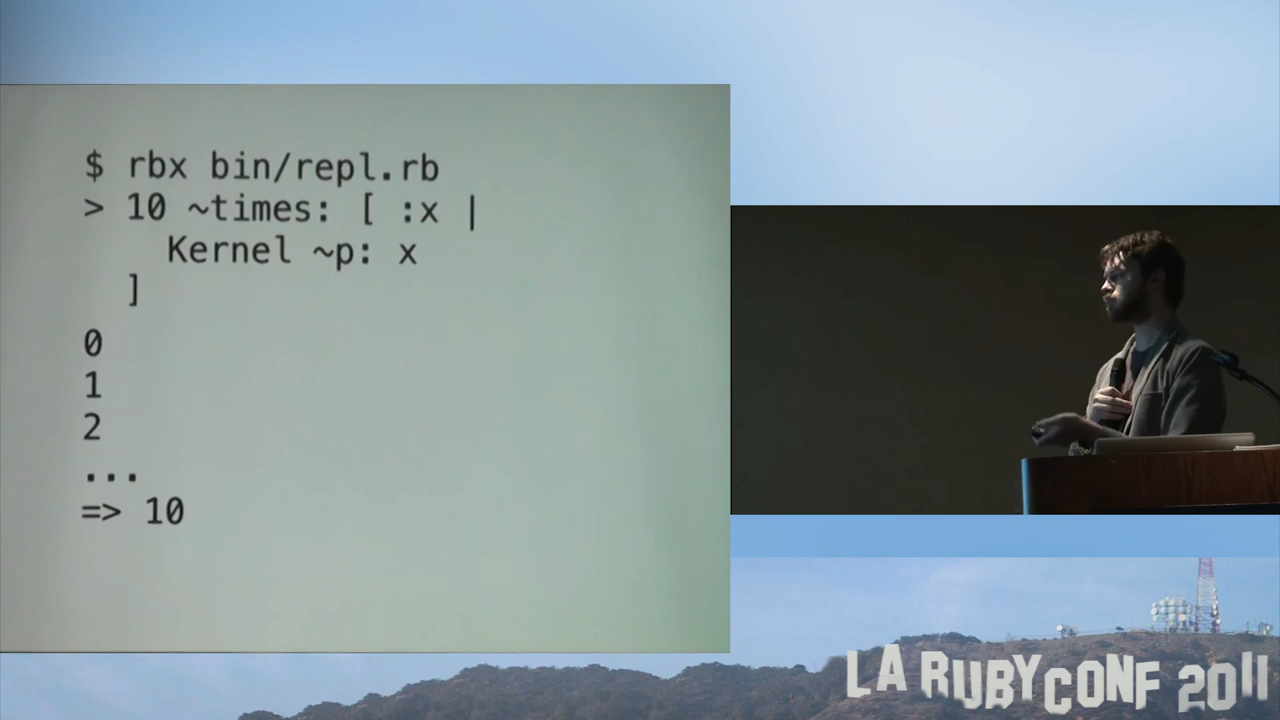 $ rbx bin/repl.rb
> 10 ~times: [ :x |
Kernel ~p: x
]
0
1
2
...
=> 10
LA RUBYCONF 2011